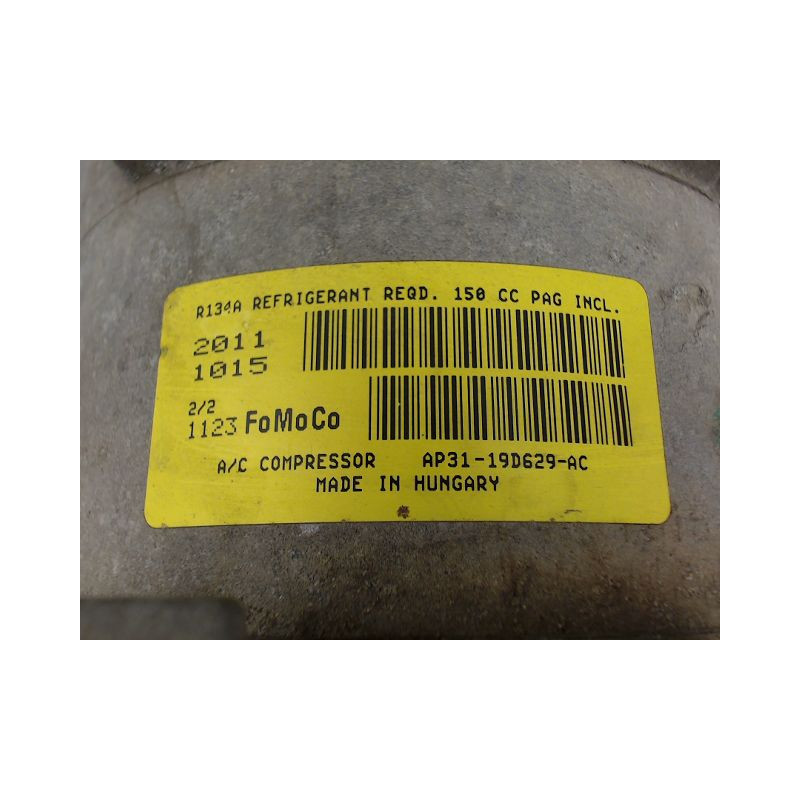 R134A REFRIGERANT REQD. 150 CC PAG INCL.
2011
1015
2/2
1123 FoMoCo
A/C COMPRESSOR AP31-19D629-AC
MADE IN HUNGARY